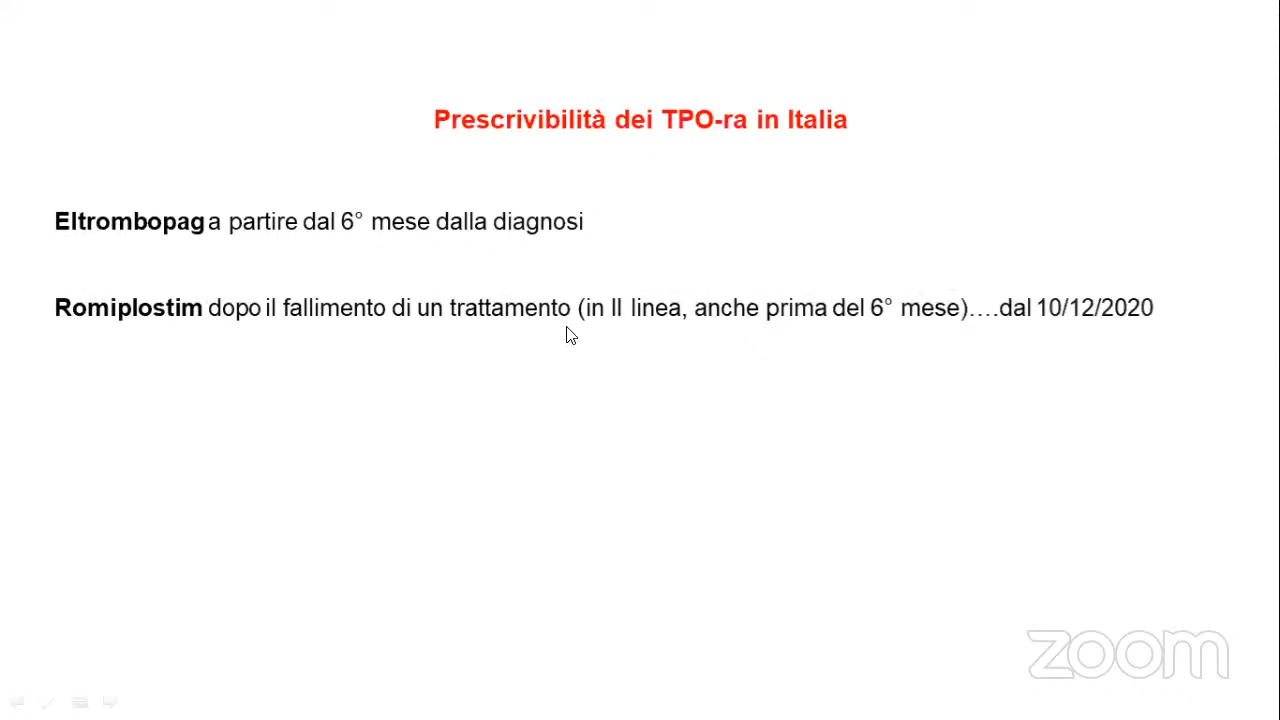 Prescrivibilità dei TPO-ra in Italia
Eltrombopag a partire dal 6° mese dalla diagnosi
Romiplostim dopo il fallimento di un trattamento (in II linea, anche prima del 6° mese)….dal 10/12/2020
zoom